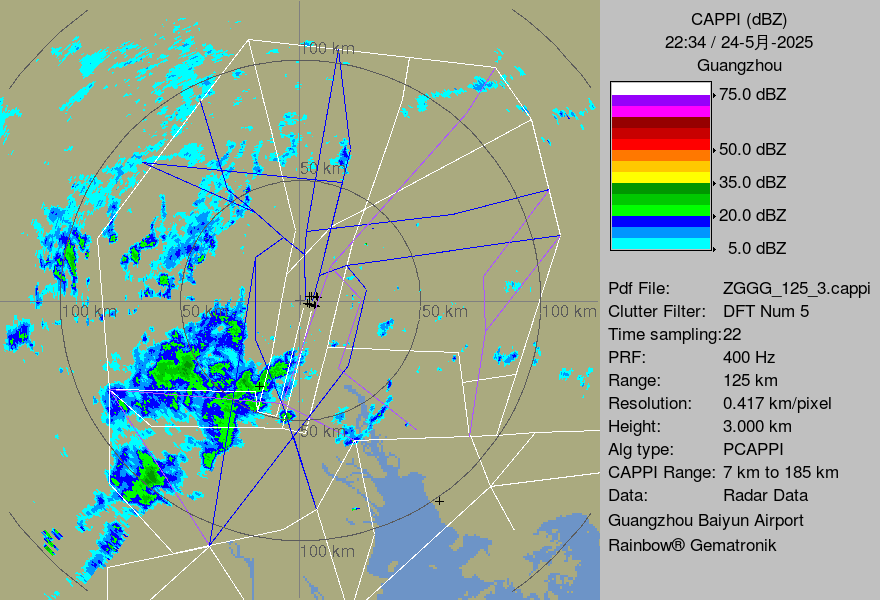 CAPPI (dBZ)
22:34 / 24-5月-2025
Guangzhou
75.0 dBZ
50.0 dBZ
35.0 dBZ
20.0 dBZ
5.0 dBZ
Pdf File: ZGGG_125_3.cappi
Clutter Filter: DFT Num 5
Time sampling:22
PRF: 400 Hz
Range: 125 km
Resolution: 0.417 km/pixel
Height: 3.000 km
Alg type: PCAPPI
CAPPI Range: 7 km to 185 km
Data: Radar Data
Guangzhou Baiyun Airport
Rainbow® Gematronik
100 km
50 km
100 km
50 km
50 km
100 km
50 km
100 km